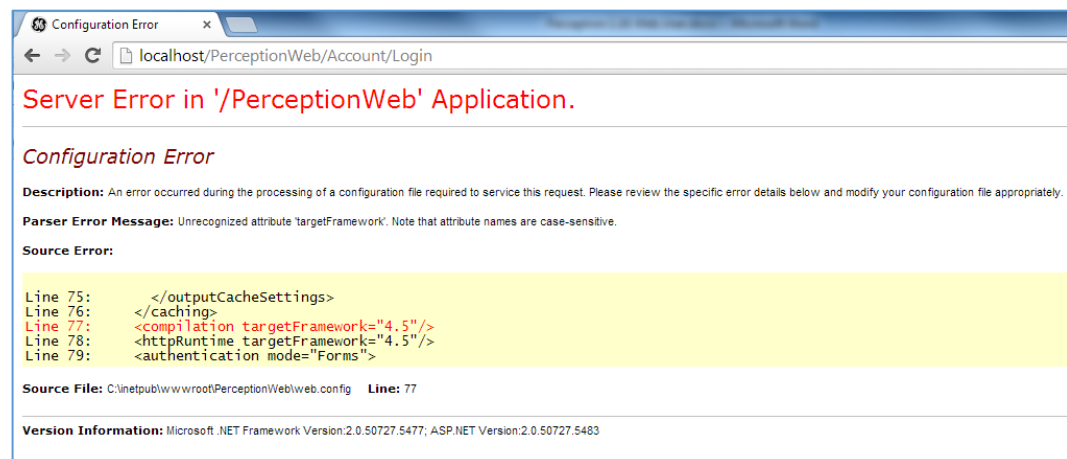 Configuration Error
localhost/PerceptionWeb/Account/Login
Server Error in '/PerceptionWeb' Application.
Configuration Error
Description: An error occurred during the processing of a configuration file required to service this request. Please review the specific error details below and modify your configuration file appropriately.
Parser Error Message: Unrecognized attribute 'targetFramework'. Note that attribute names are case-sensitive.
Source Error:
Line 75: </outputCacheSettings>
Line 76: </caching>
Line 77: <compilation targetFramework="4.5"/>
Line 78: <httpRuntime targetFramework="4.5"/>
Line 79: <authentication mode="Forms">
Source File: C:\inetpub\wwwroot\PerceptionWeb\web.config Line: 77
Version Information: Microsoft .NET Framework Version:2.0.50727.5477; ASP.NET Version:2.0.50727.5483